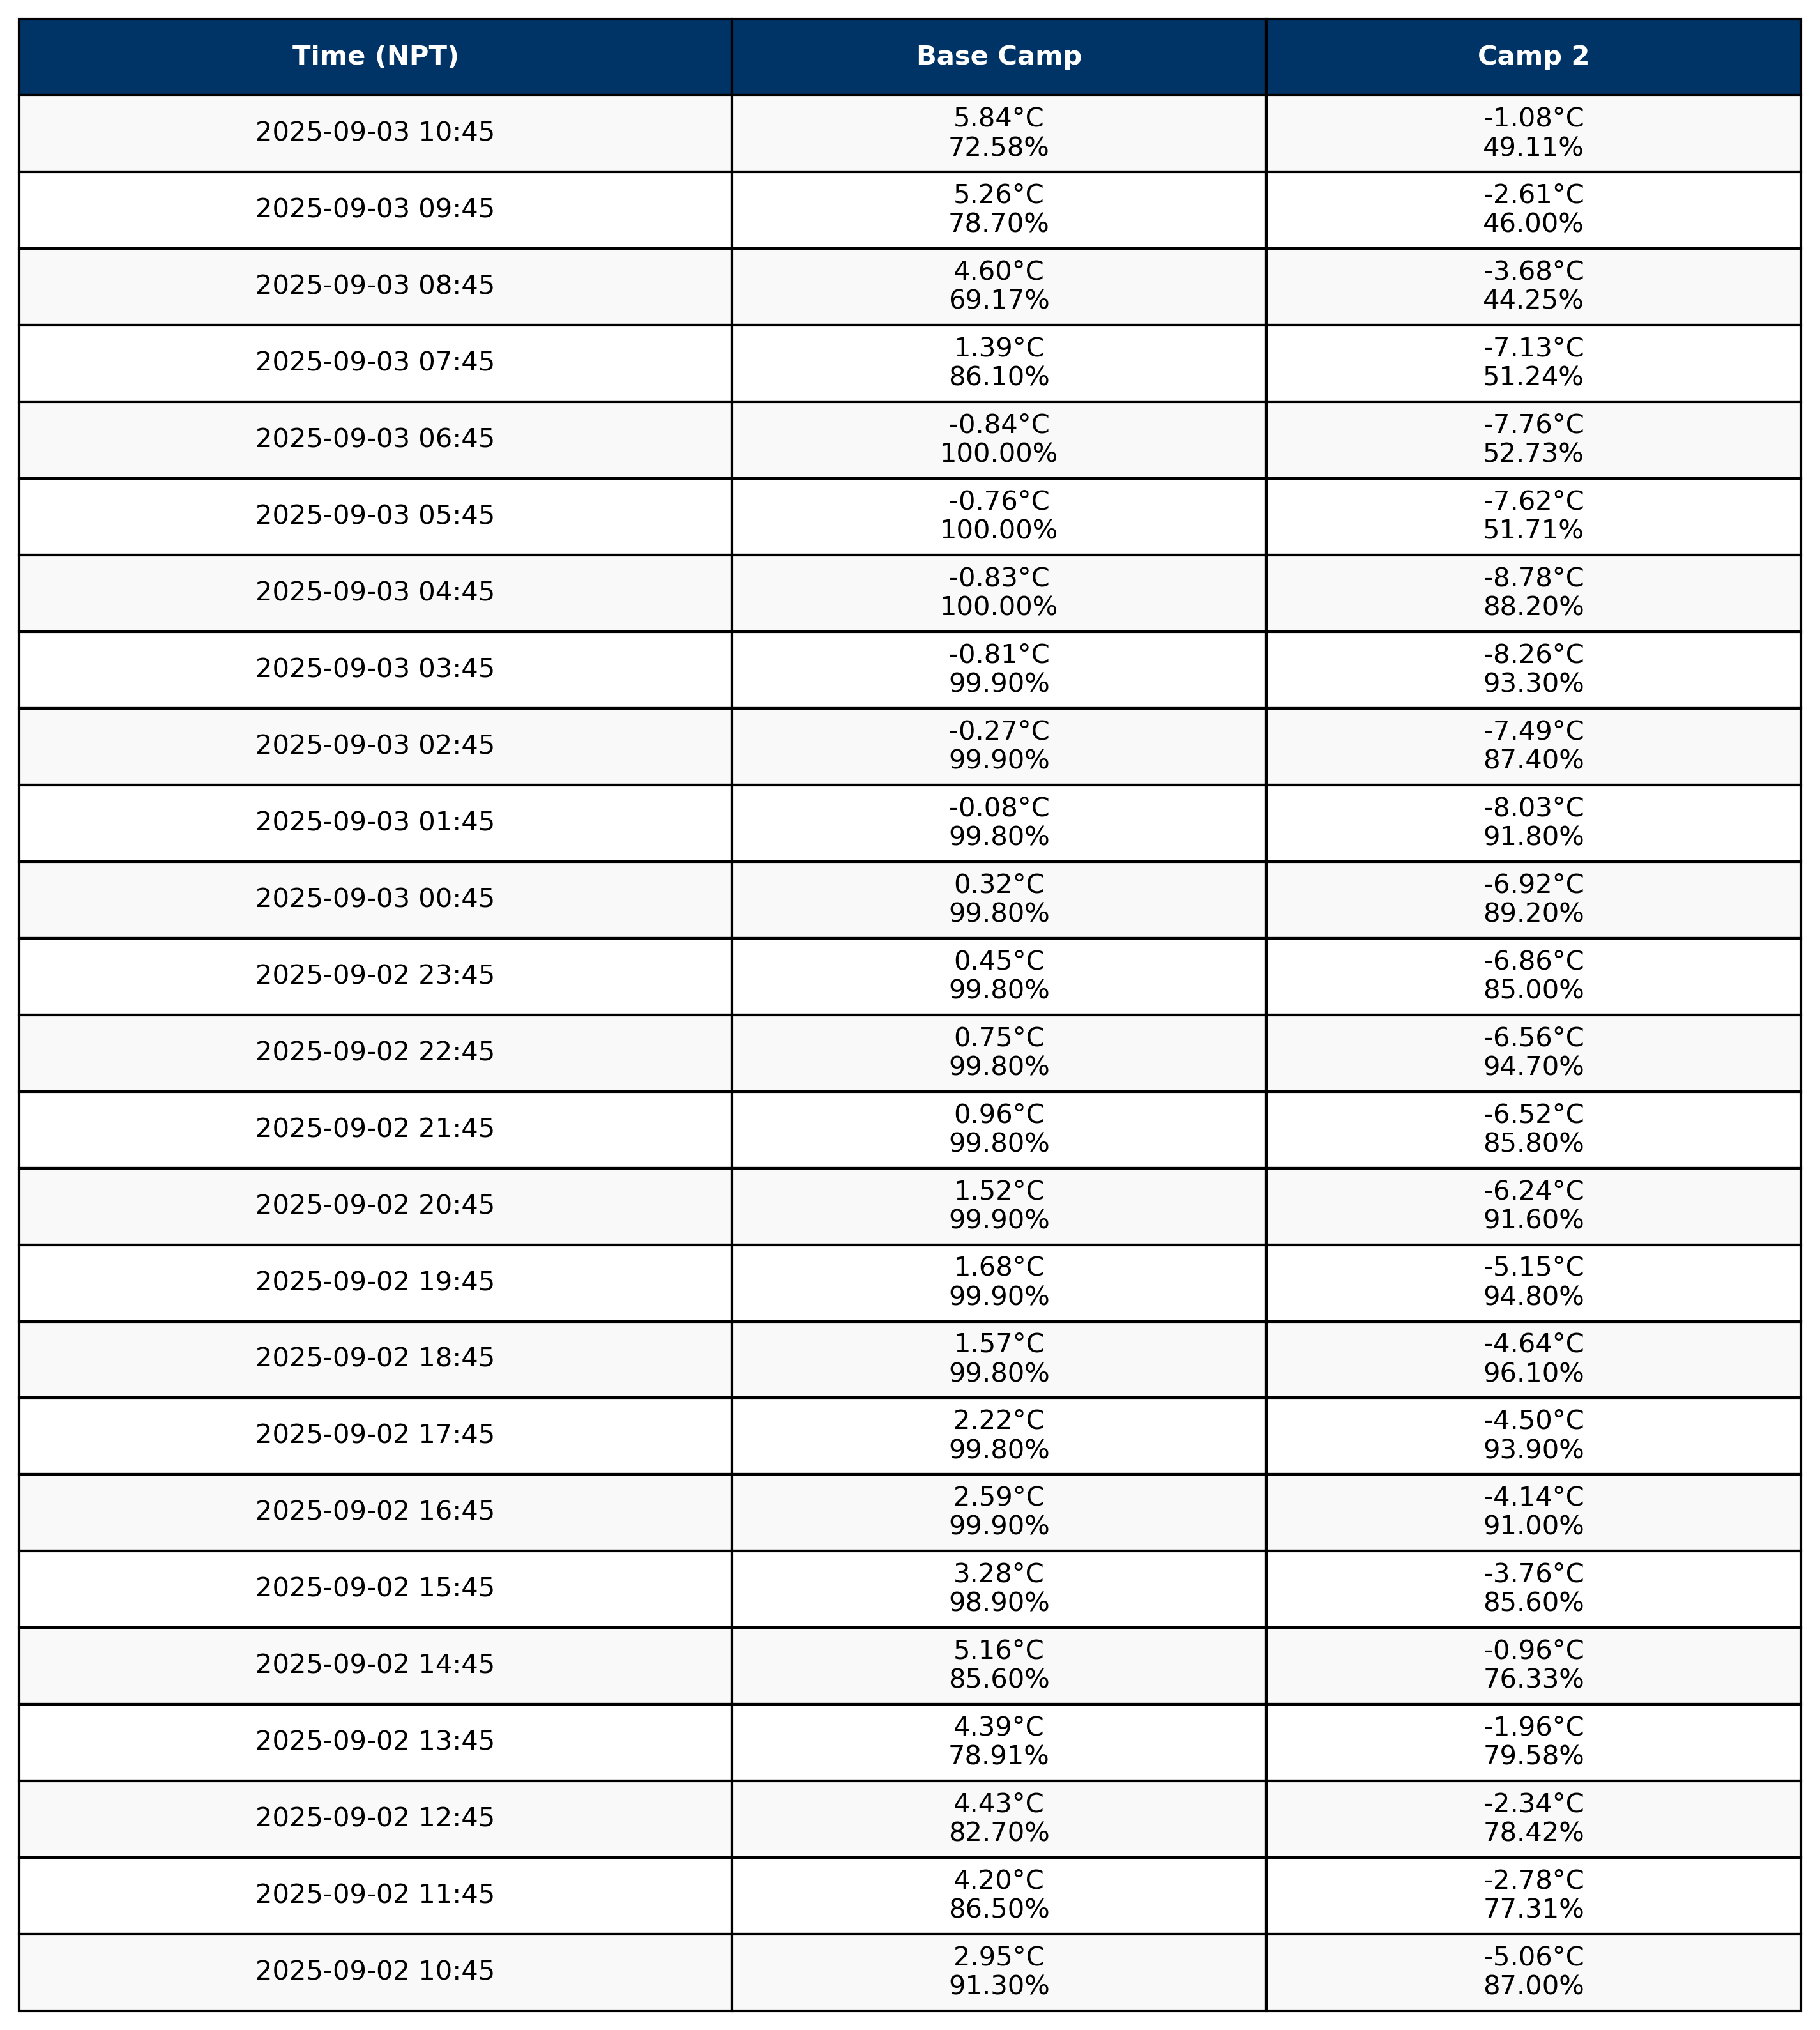 Time (NPT) Base Camp Camp 2
2025-09-03 10:45 5.84°C -1.08°C
72.58% 49.11%
2025-09-03 09:45 5.26°C -2.61°C
78.70% 46.00%
2025-09-03 08:45 4.60°C -3.68°C
69.17% 44.25%
2025-09-03 07:45 1.39°C -7.13°C
86.10% 51.24%
2025-09-03 06:45 -0.84°C -7.76°C
100.00% 52.73%
2025-09-03 05:45 -0.76°C -7.62°C
100.00% 51.71%
2025-09-03 04:45 -0.83°C -8.78°C
100.00% 88.20%
2025-09-03 03:45 -0.81°C -8.26°C
99.90% 93.30%
2025-09-03 02:45 -0.27°C -7.49°C
99.90% 87.40%
2025-09-03 01:45 -0.08°C -8.03°C
99.80% 91.80%
2025-09-03 00:45 0.32°C -6.92°C
99.80% 89.20%
2025-09-02 23:45 0.45°C -6.86°C
99.80% 85.00%
2025-09-02 22:45 0.75°C -6.56°C
99.80% 94.70%
2025-09-02 21:45 0.96°C -6.52°C
99.80% 85.80%
2025-09-02 20:45 1.52°C -6.24°C
99.90% 91.60%
2025-09-02 19:45 1.68°C -5.15°C
99.90% 94.80%
2025-09-02 18:45 1.57°C -4.64°C
99.80% 96.10%
2025-09-02 17:45 2.22°C -4.50°C
99.80% 93.90%
2025-09-02 16:45 2.59°C -4.14°C
99.90% 91.00%
2025-09-02 15:45 3.28°C -3.76°C
98.90% 85.60%
2025-09-02 14:45 5.16°C -0.96°C
85.60% 76.33%
2025-09-02 13:45 4.39°C -1.96°C
78.91% 79.58%
2025-09-02 12:45 4.43°C -2.34°C
82.70% 78.42%
2025-09-02 11:45 4.20°C -2.78°C
86.50% 77.31%
2025-09-02 10:45 2.95°C -5.06°C
91.30% 87.00%